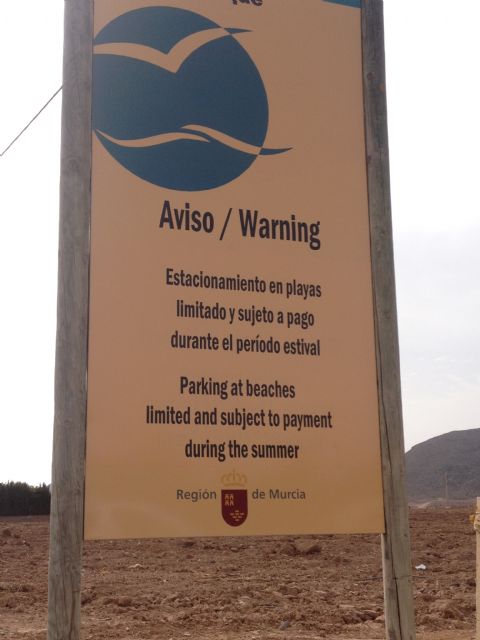 Aviso / Warning
Estacionamiento en playas
limitado y sujeto a pago
durante el período estival
Parking at beaches
limited and subject to payment
during the summer
Región de Murcia